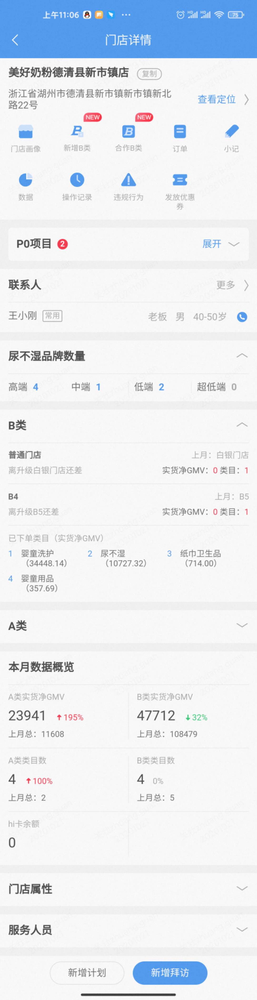 上午11:06 ··· HD HD 75
门店详情
美好奶粉德清县新市镇店 复制
浙江省湖州市德清县新市镇新市镇新北
路22号
查看定位
NEW NEW
门店画像 新增B类 合作B类 订单 小记
数据 操作记录 违规行为 发放优惠
券
P0项目 2 展开
联系人 更多
王小刚 常用 老板 男 40-50岁
尿不湿品牌数量
高端 4 中端 1 低端 2 超低端 0
B类
普通门店 上月：白银门店
离升级白银门店还差 实货净GMV：0 类目：1
B4 上月：B5
离升级B5还差 实货净GMV：0 类目：1
已下单类目（实货净GMV）
1 婴童洗护 2 尿不湿 3 纸巾卫生品
（34448.14） （10727.32） （714.00）
4 婴童用品
（357.69）
A类
本月数据概览
A类实货净GMV B类实货净GMV
23941 195% 47712 32%
上月总：11608 上月总：108479
A类类目数 B类类目数
4 100% 4 0%
上月总：2 上月总：5
hi卡余额
0
门店属性
服务人员
新增计划 新增拜访